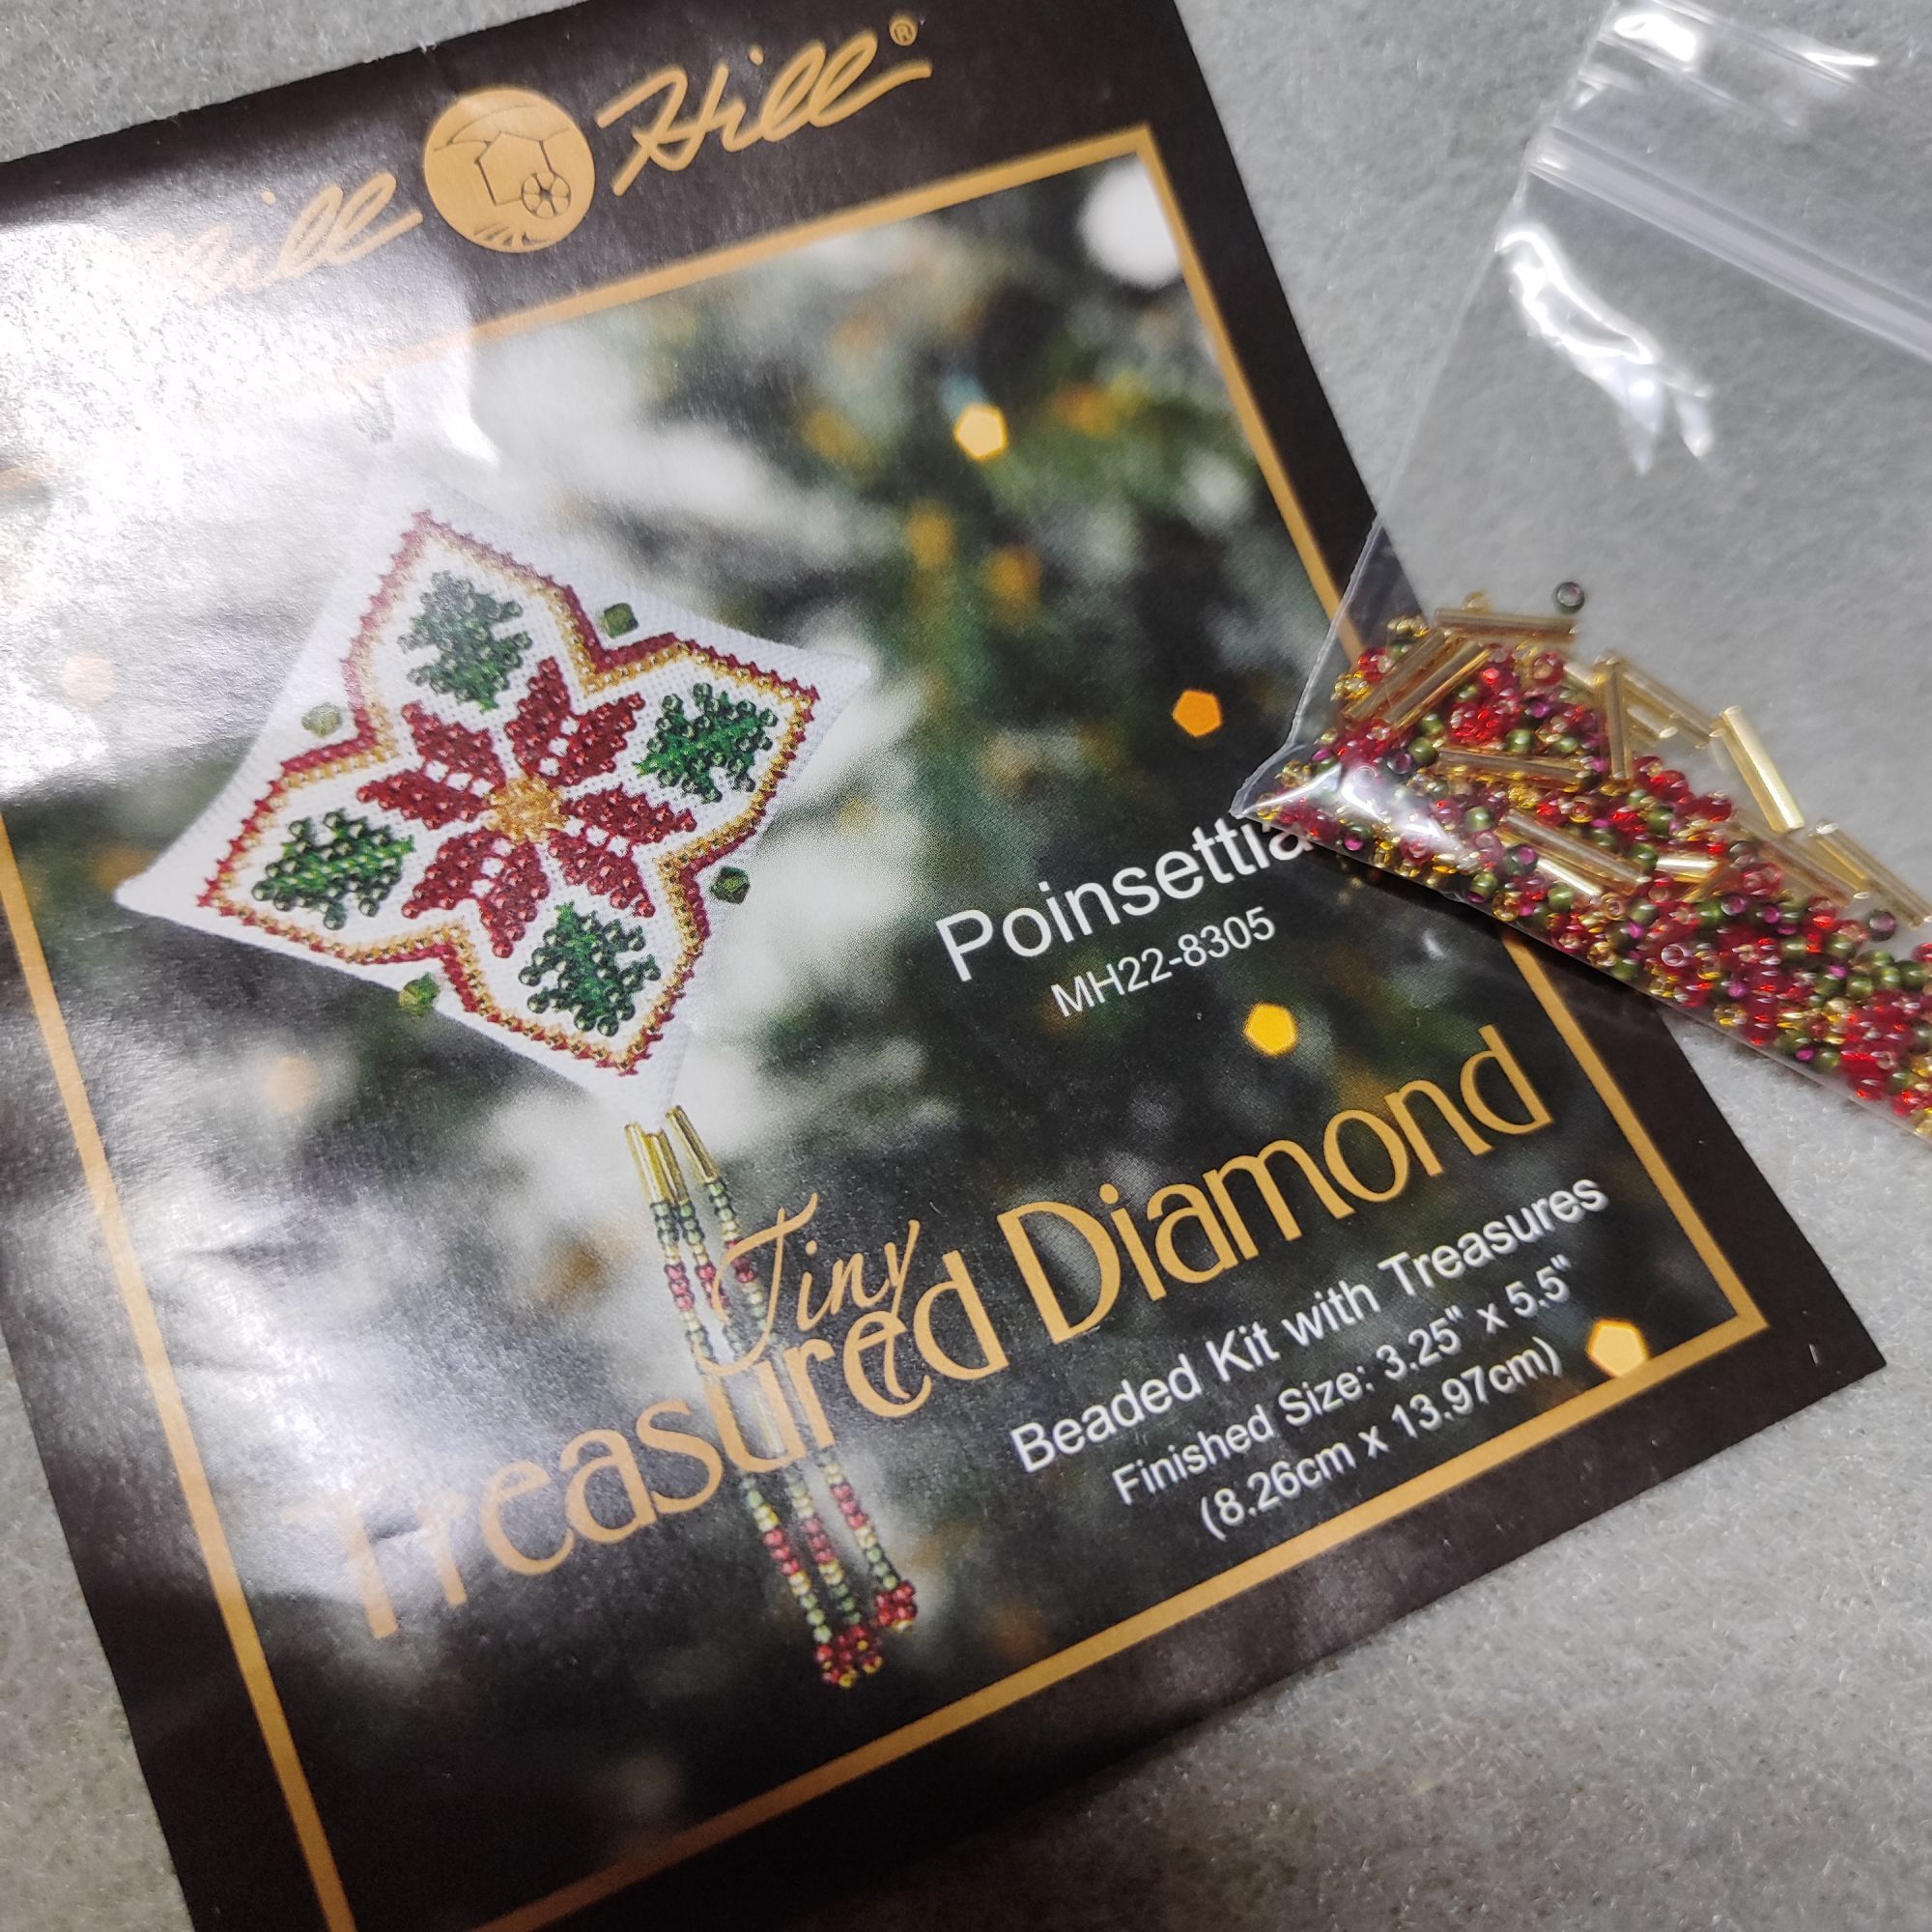 Mill Hill®
Poinsettia
MH22-8305
Tiny
Treasured Diamond
Beaded Kit with Treasures
Finished Size: 3.25" x 5.5"
(8.26cm x 13.97cm)